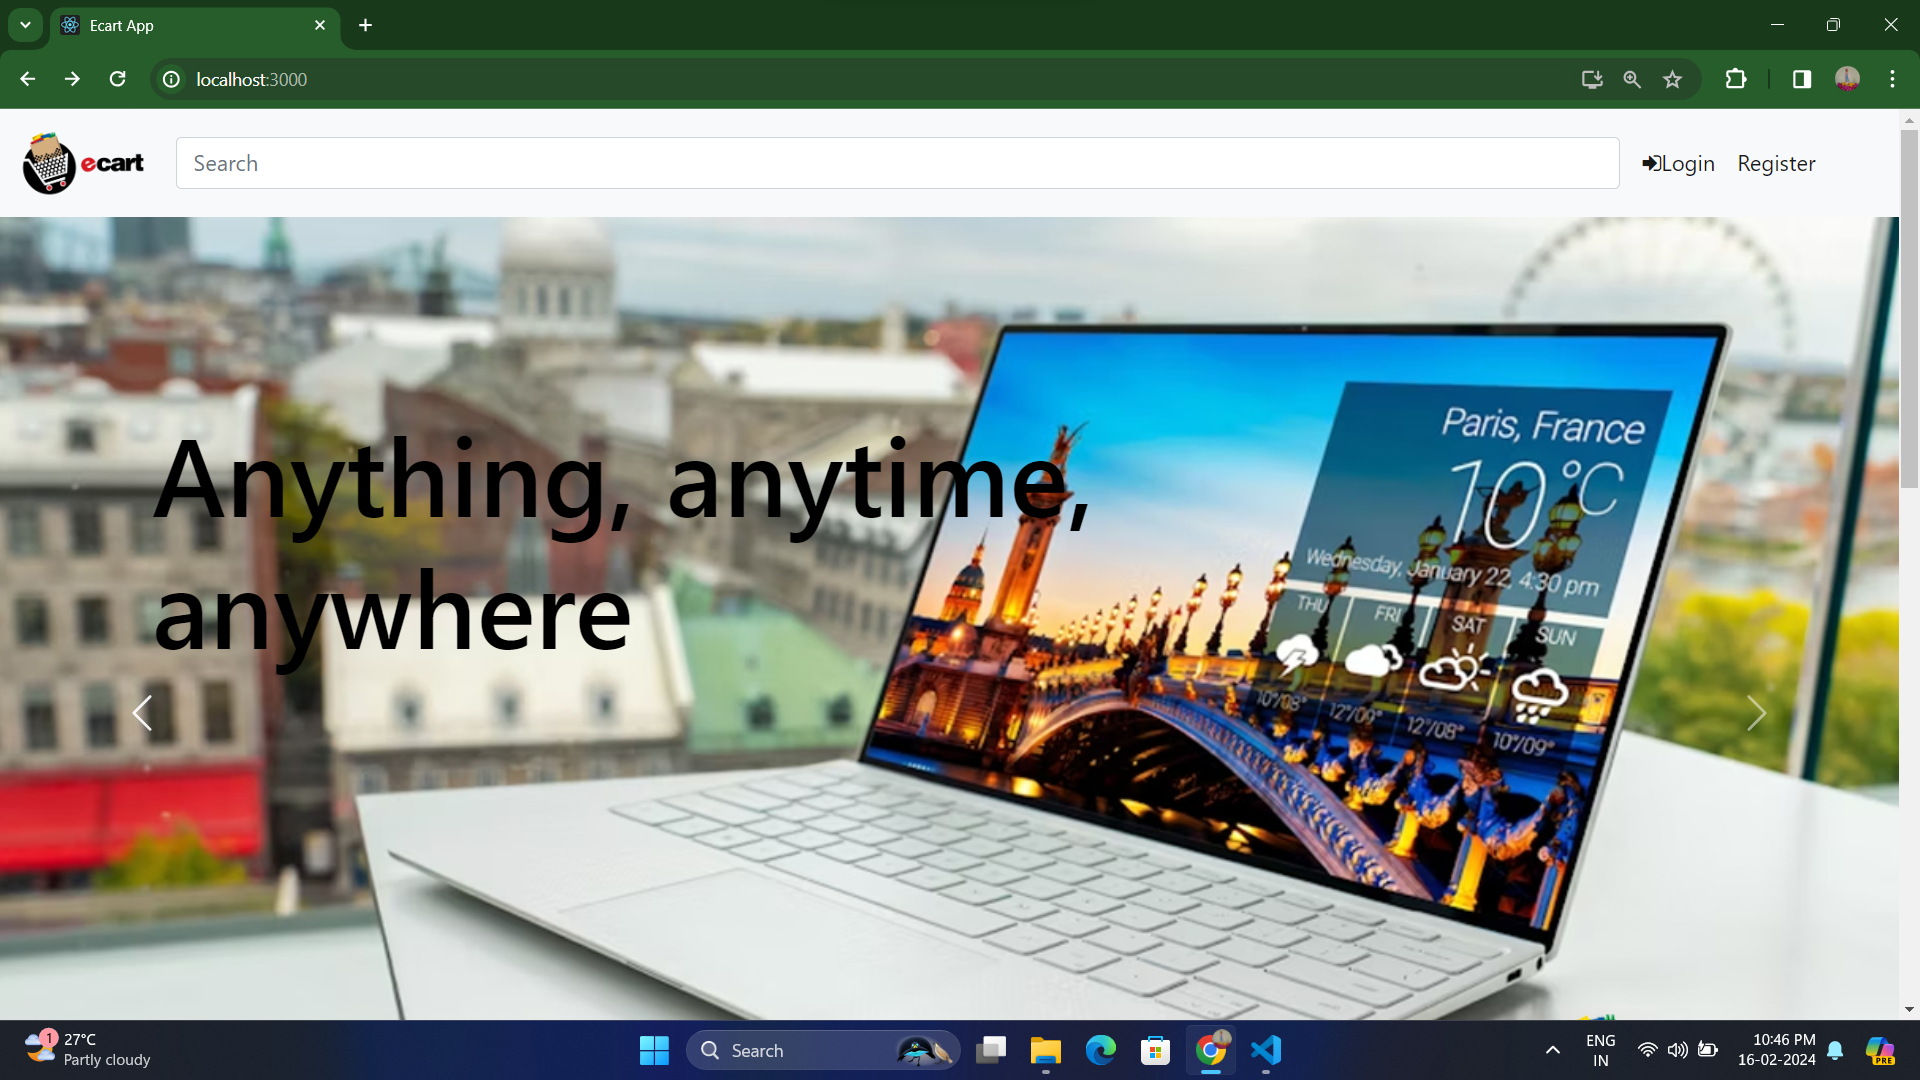 Ecart App
localhost:3000
ecart
Search
Login
Register
Anything, anytime,
anywhere
Paris, France
10°C
Wednesday, January 22, 4:30 pm
THU
FRI
SAT
SUN
10°/08°
12°/09°
12°/08°
10°/09°
1
27°C
Partly cloudy
Search
ENG
IN
10:46 PM
16-02-2024
PRE